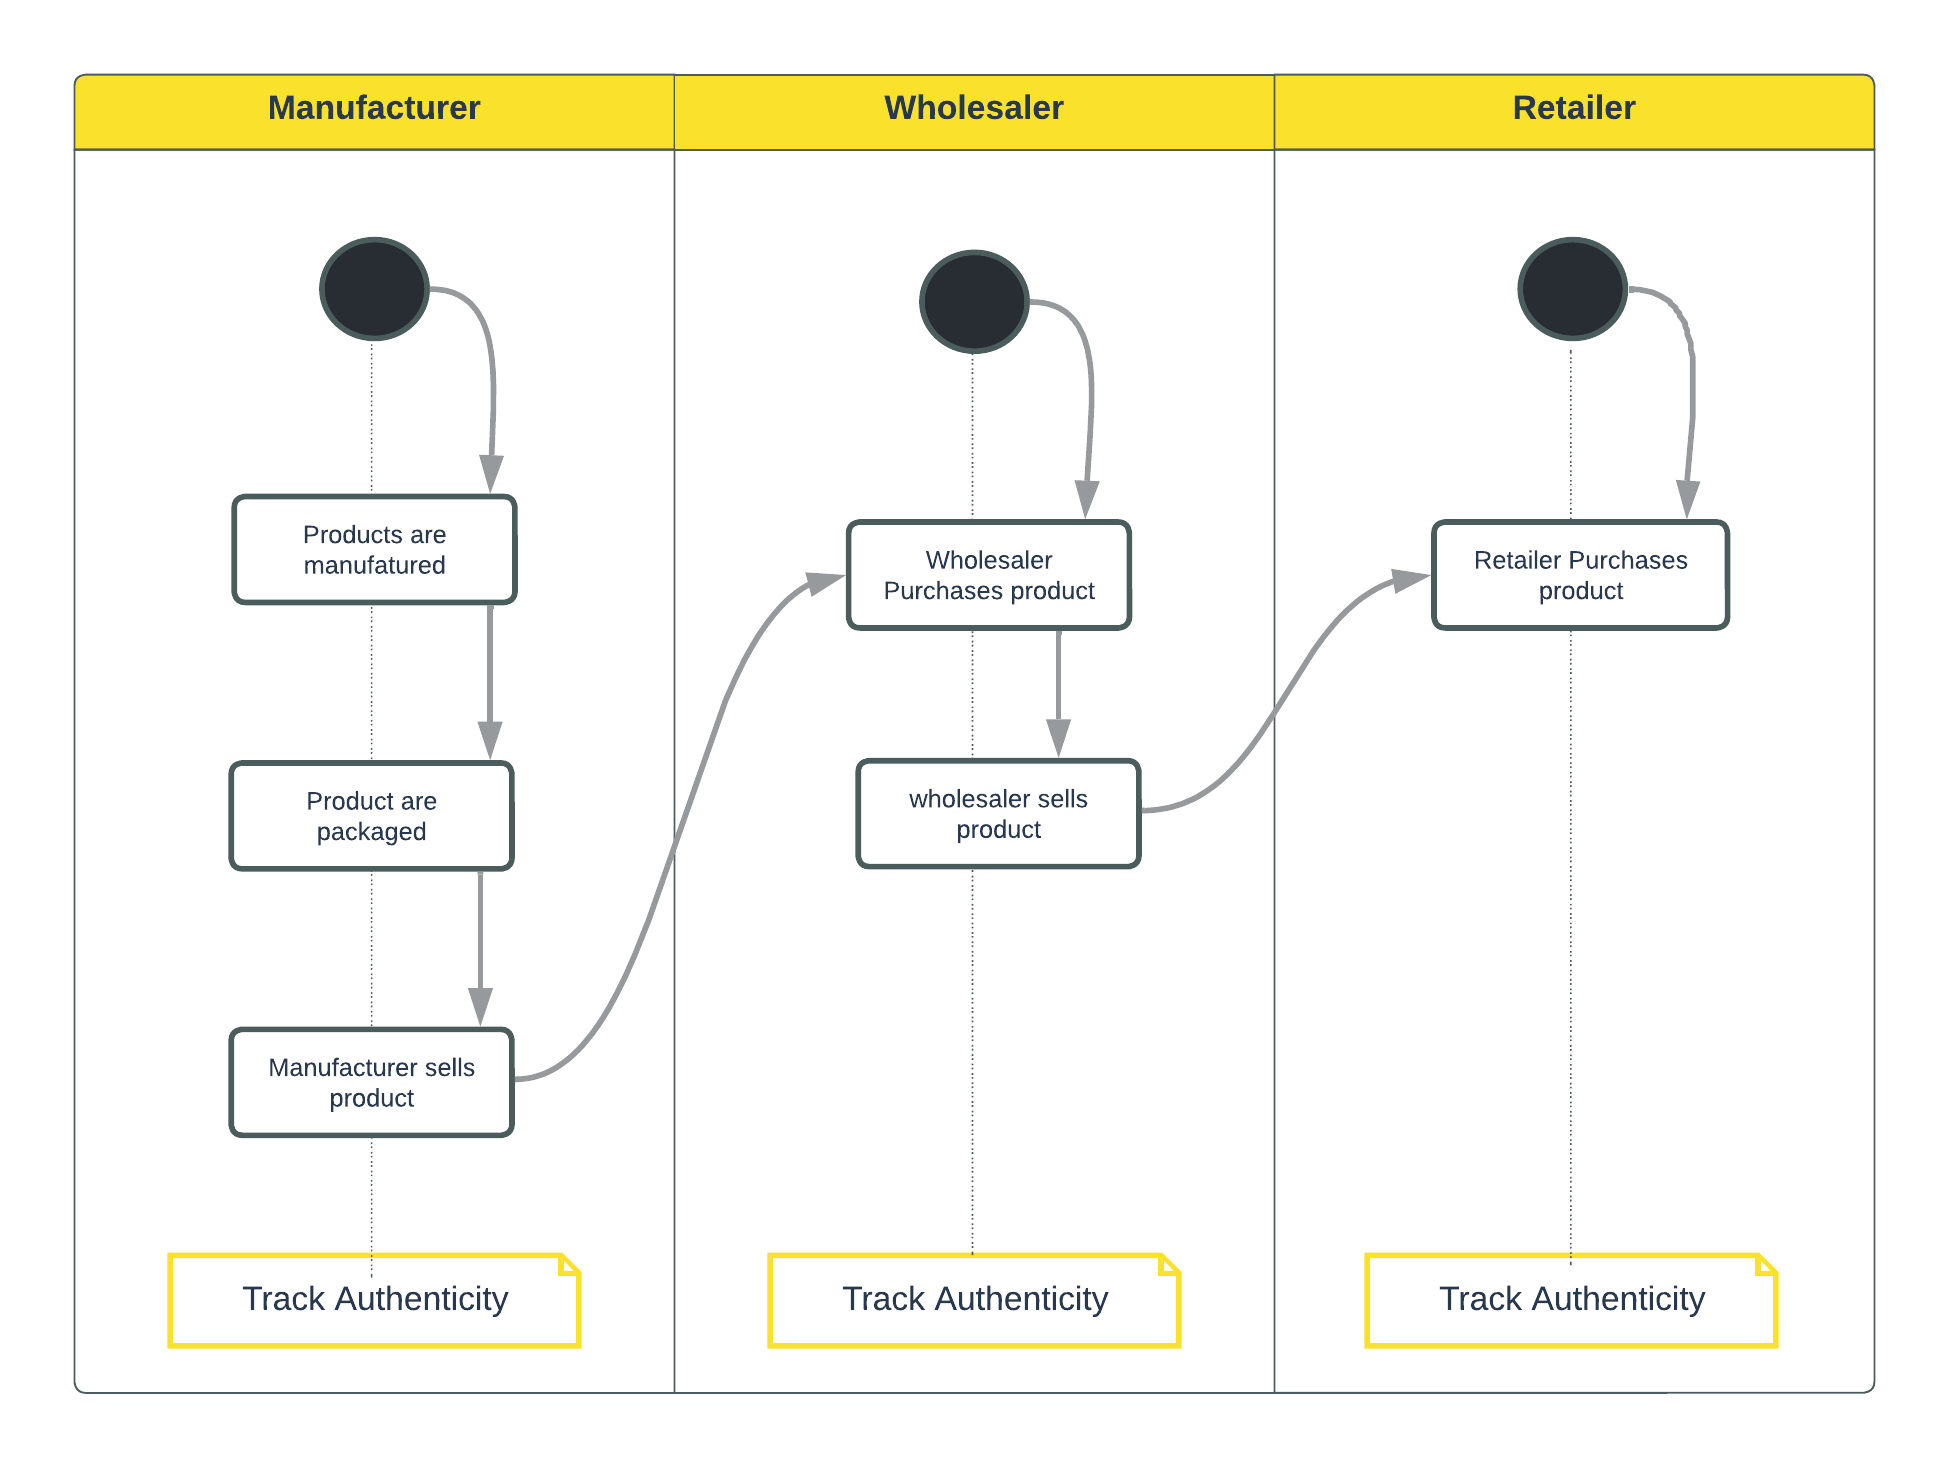 Manufacturer
Wholesaler
Retailer
Products are
manufatured
Product are
packaged
Manufacturer sells
product
Track Authenticity
Wholesaler
Purchases product
wholesaler sells
product
Track Authenticity
Retailer Purchases
product
Track Authenticity